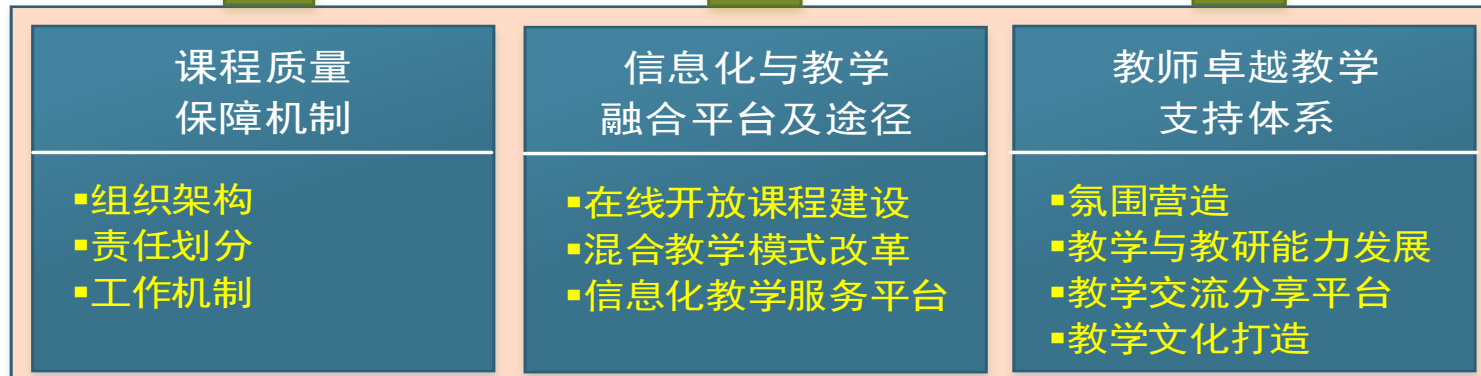 课程质量
保障机制
▪组织架构
▪责任划分
▪工作机制
信息化与教学
融合平台及途径
▪在线开放课程建设
▪混合教学模式改革
▪信息化教学服务平台
教师卓越教学
支持体系
▪氛围营造
▪教学与教研能力发展
▪教学交流分享平台
▪教学文化打造